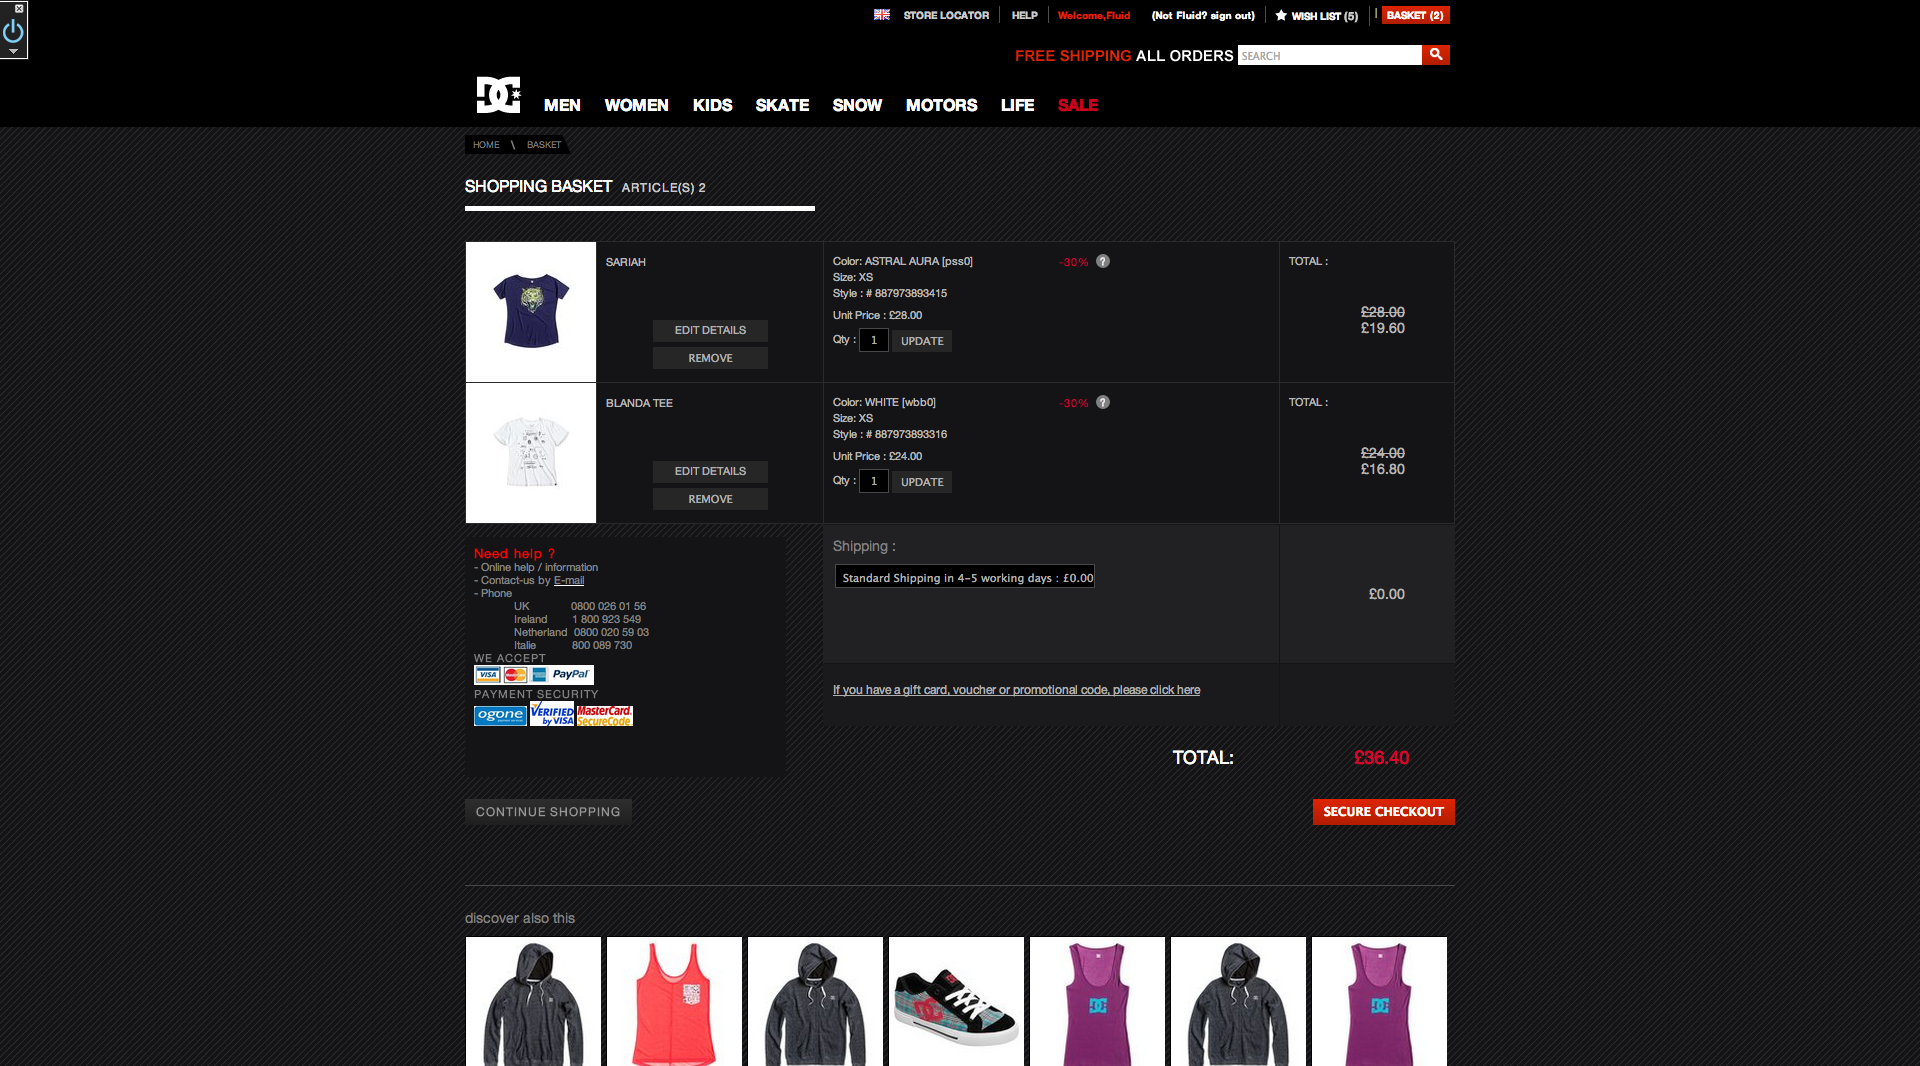 STORE LOCATOR HELP Welcome,Fluid (Not Fluid? sign out) WISH LIST (5) BASKET (2)
FREE SHIPPING ALL ORDERS SEARCH
DC
MEN WOMEN KIDS SKATE SNOW MOTORS LIFE SALE
HOME \ BASKET
SHOPPING BASKET ARTICLE(S) 2
SARIAH
EDIT DETAILS
REMOVE
Color: ASTRAL AURA [pss0]
Size: XS
Style : # 887973893415
Unit Price : £28.00
Qty : 1 UPDATE
-30% ?
TOTAL :
£28.00
£19.60
BLANDA TEE
EDIT DETAILS
REMOVE
Color: WHITE [wbb0]
Size: XS
Style : # 887973893316
Unit Price : £24.00
Qty : 1 UPDATE
-30% ?
TOTAL :
£24.00
£16.80
Need help ?
- Online help / information
- Contact-us by E-mail
- Phone
UK 0800 026 01 56
Ireland 1 800 923 549
Netherland 0800 020 59 03
Italie 800 089 730
WE ACCEPT
VISA MasterCard PayPal
PAYMENT SECURITY
ogone VERIFIED by VISA MasterCard. SecureCode.
Shipping :
Standard Shipping in 4-5 working days : £0.00
£0.00
If you have a gift card, voucher or promotional code, please click here
TOTAL: £36.40
CONTINUE SHOPPING
SECURE CHECKOUT
discover also this